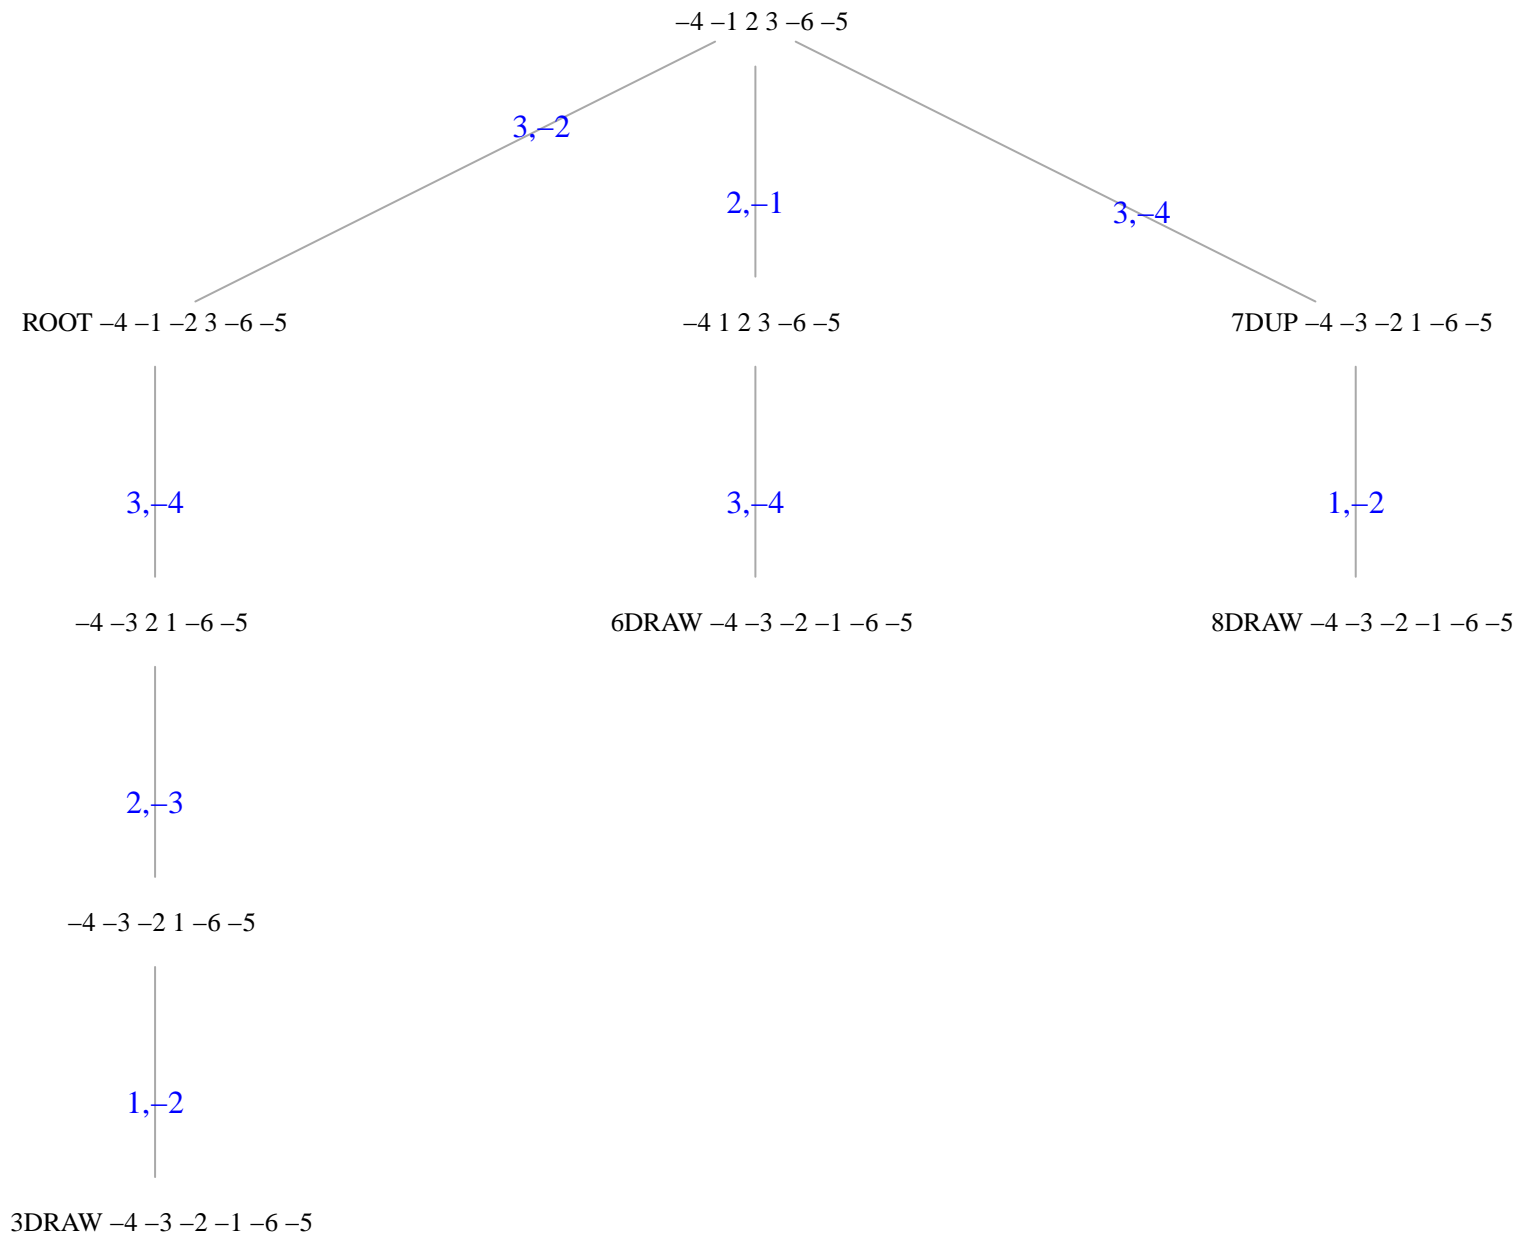 –4 –1 2 3 –6 –5
3,–2
2,–1
3,–4
ROOT –4 –1 –2 3 –6 –5
–4 1 2 3 –6 –5
7DUP –4 –3 –2 1 –6 –5
3,–4
3,–4
1,–2
–4 –3 2 1 –6 –5
6DRAW –4 –3 –2 –1 –6 –5
8DRAW –4 –3 –2 –1 –6 –5
2,–3
–4 –3 –2 1 –6 –5
1,–2
3DRAW –4 –3 –2 –1 –6 –5